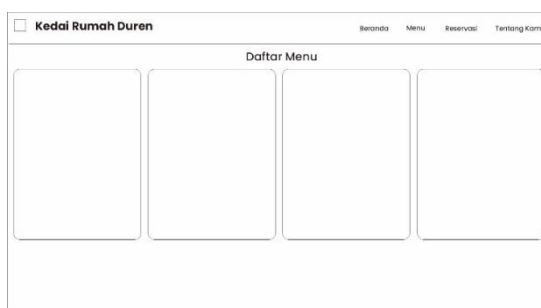 Kedai Rumah Duren
Beranda Menu Reservasi Tentang Kam
Daftar Menu